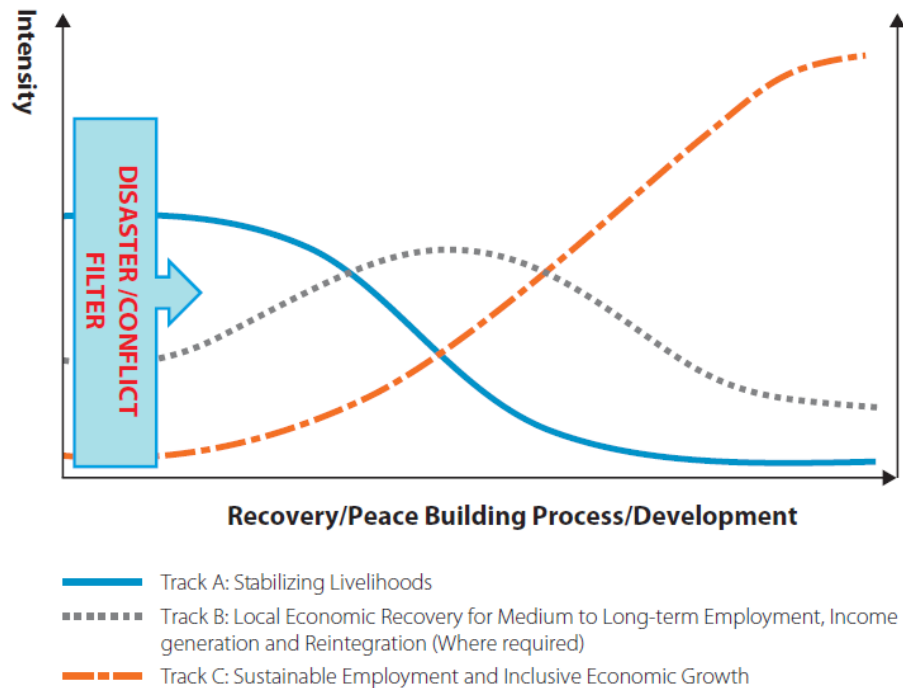 Intensity
DISASTER /CONFLICT
FILTER
Recovery/Peace Building Process/Development
Track A: Stabilizing Livelihoods
Track B: Local Economic Recovery for Medium to Long-term Employment, Income
generation and Reintegration (Where required)
Track C: Sustainable Employment and Inclusive Economic Growth